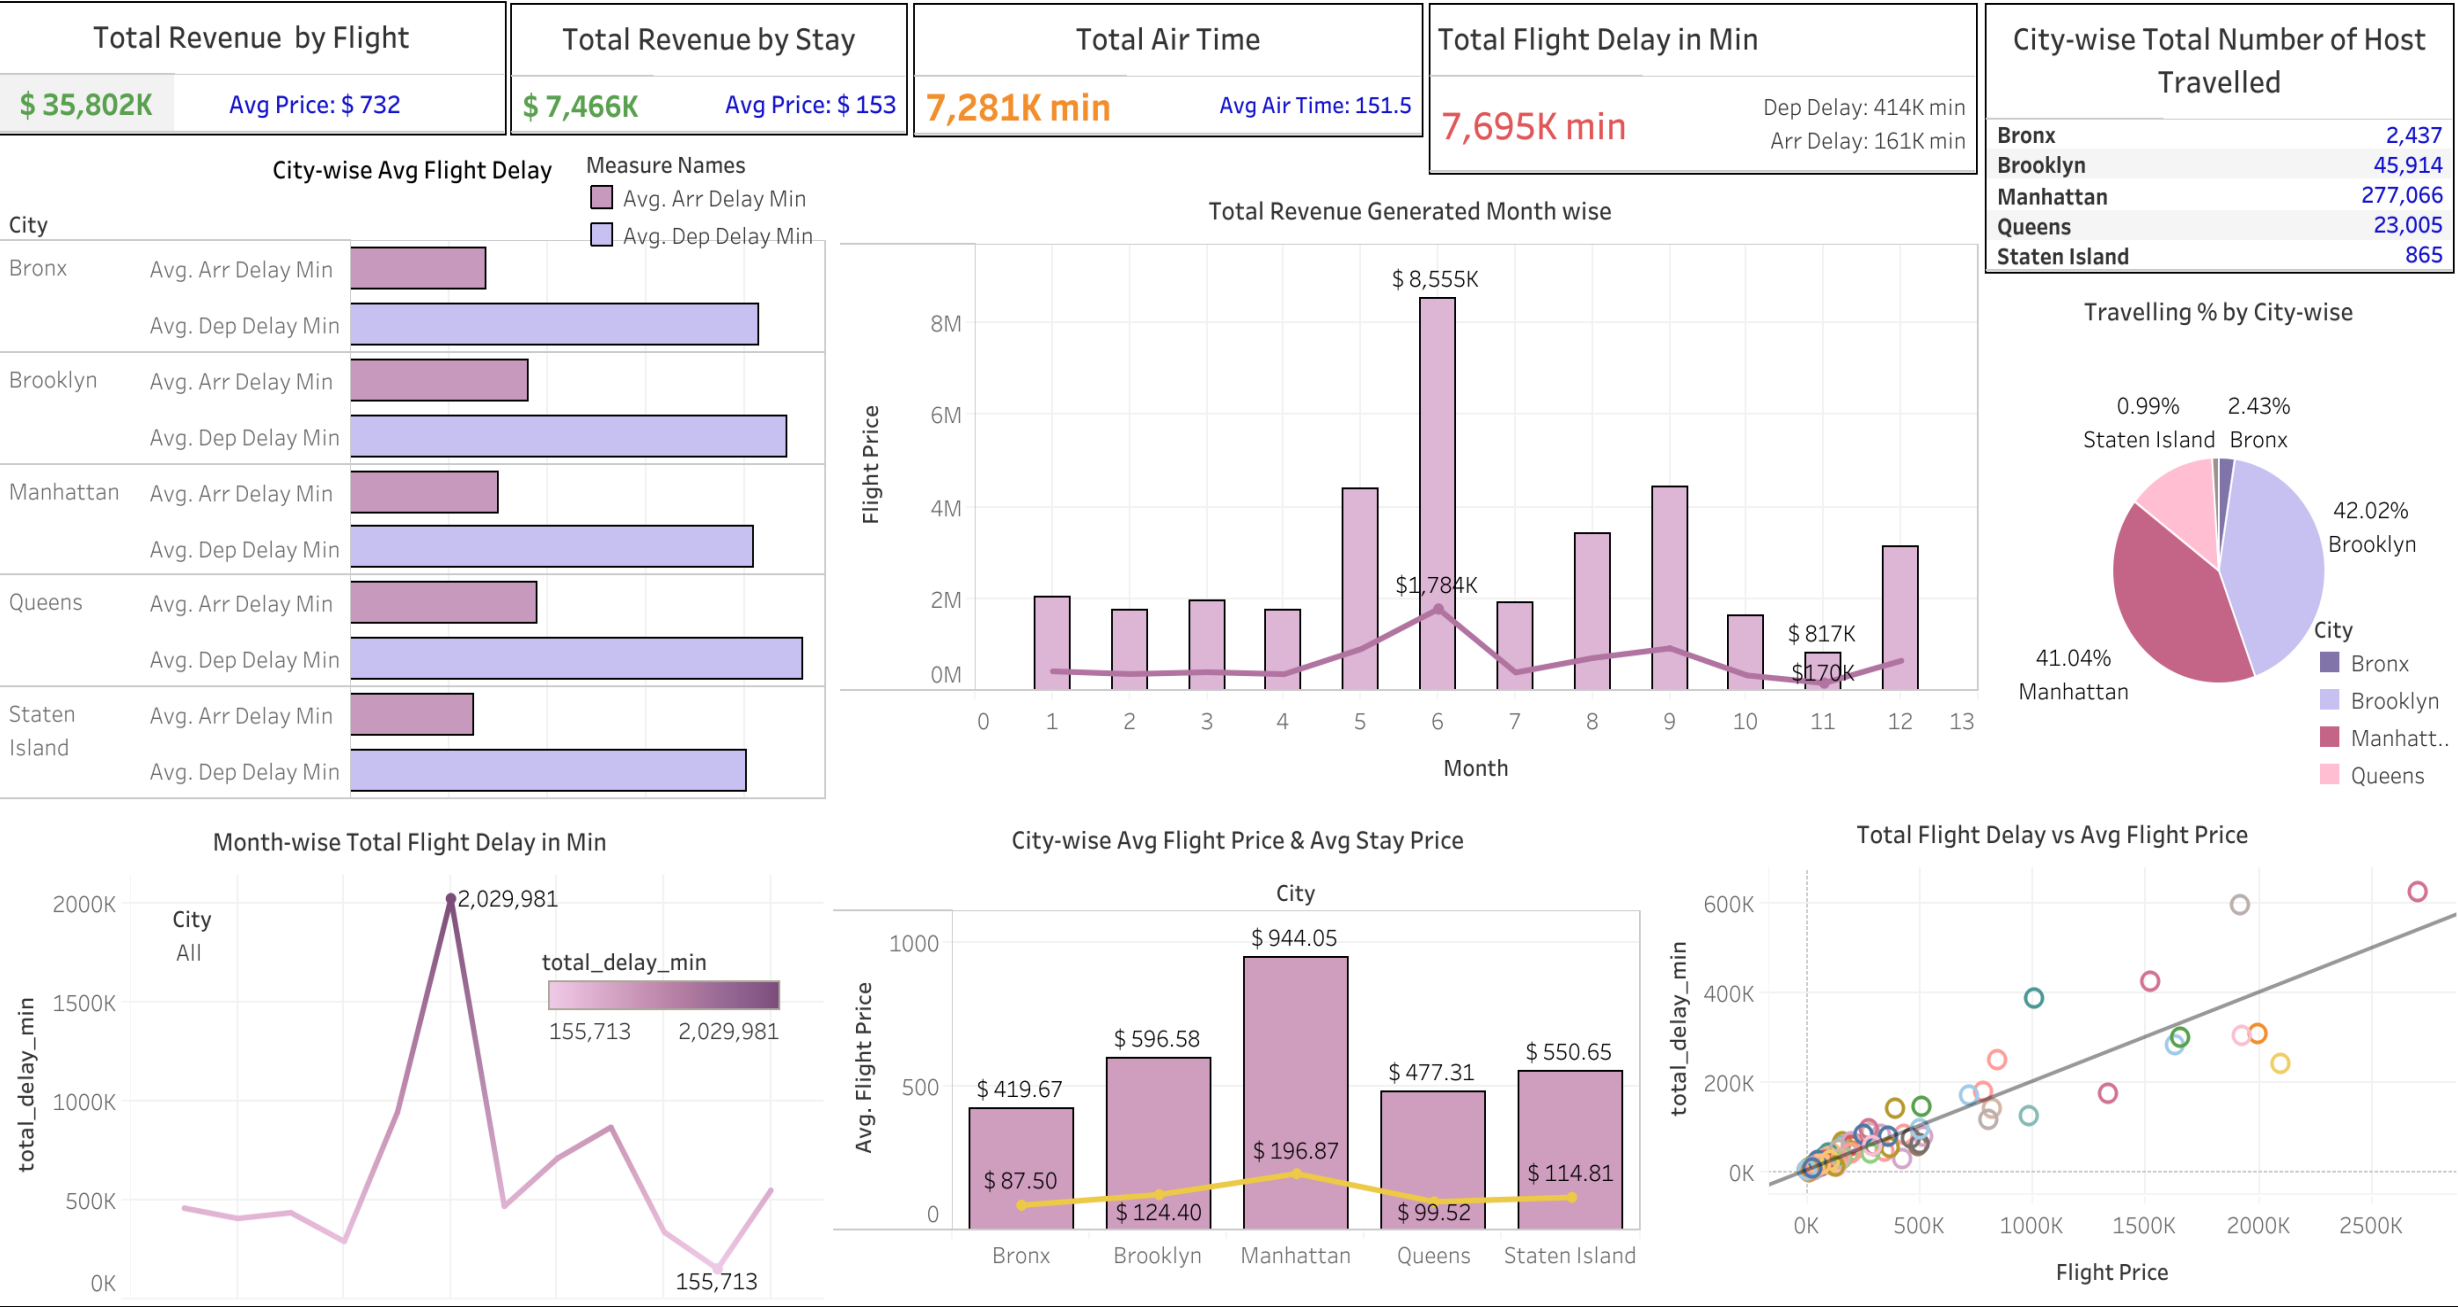 Total Revenue by Flight
$ 35,802K
Avg Price: $ 732
Total Revenue by Stay
$ 7,466K
Avg Price: $ 153
Total Air Time
7,281K min
Avg Air Time: 151.5
Total Flight Delay in Min
7,695K min
Dep Delay: 414K min
Arr Delay: 161K min
City-wise Total Number of Host
Travelled
Bronx 2,437
Brooklyn 45,914
Manhattan 277,066
Queens 23,005
Staten Island 865
City-wise Avg Flight Delay
Measure Names
Avg. Arr Delay Min
Avg. Dep Delay Min
City
Bronx
Avg. Arr Delay Min
Avg. Dep Delay Min
Brooklyn
Avg. Arr Delay Min
Avg. Dep Delay Min
Manhattan
Avg. Arr Delay Min
Avg. Dep Delay Min
Queens
Avg. Arr Delay Min
Avg. Dep Delay Min
Staten
Island
Avg. Arr Delay Min
Avg. Dep Delay Min
Total Revenue Generated Month wise
Flight Price
8M
6M
4M
2M
0M
$ 8,555K
$1,784K
$ 817K
$170K
0 1 2 3 4 5 6 7 8 9 10 11 12 13
Month
Travelling % by City-wise
0.99%
Staten Island
2.43%
Bronx
42.02%
Brooklyn
41.04%
Manhattan
City
Bronx
Brooklyn
Manhatt..
Queens
Month-wise Total Flight Delay in Min
total_delay_min
2000K
1500K
1000K
500K
0K
City
All
2,029,981
155,713
total_delay_min
155,713 2,029,981
City-wise Avg Flight Price & Avg Stay Price
City
Avg. Flight Price
1000
500
0
$ 419.67
$ 596.58
$ 944.05
$ 477.31
$ 550.65
$ 87.50
$ 124.40
$ 196.87
$ 99.52
$ 114.81
Bronx Brooklyn Manhattan Queens Staten Island
Total Flight Delay vs Avg Flight Price
total_delay_min
600K
400K
200K
0K
0K 500K 1000K 1500K 2000K 2500K
Flight Price